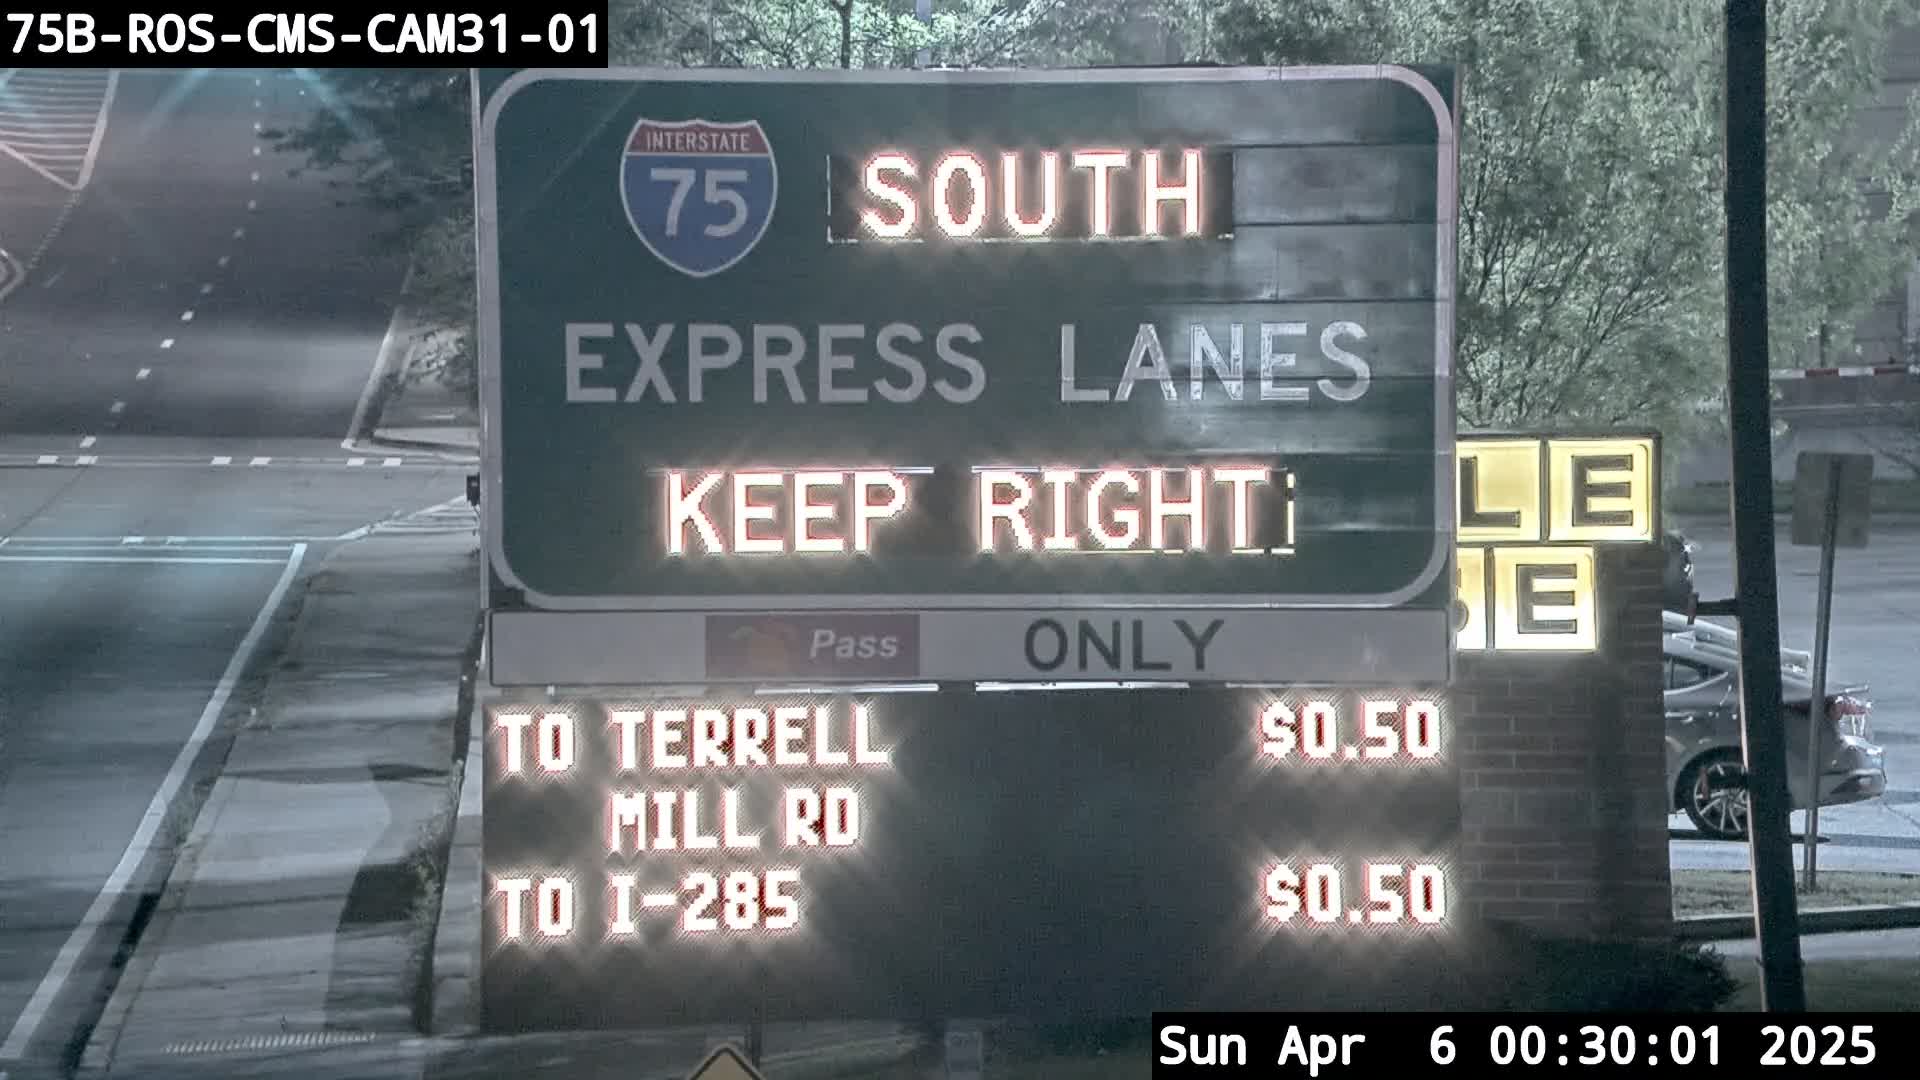 75B-ROS-CMS-CAM31-01
INTERSTATE
75
SOUTH
EXPRESS LANES
KEEP RIGHT
Pass ONLY
TO TERRELL $0.50
MILL RD
TO I-285 $0.50
LE
E
Sun Apr 6 00:30:01 2025